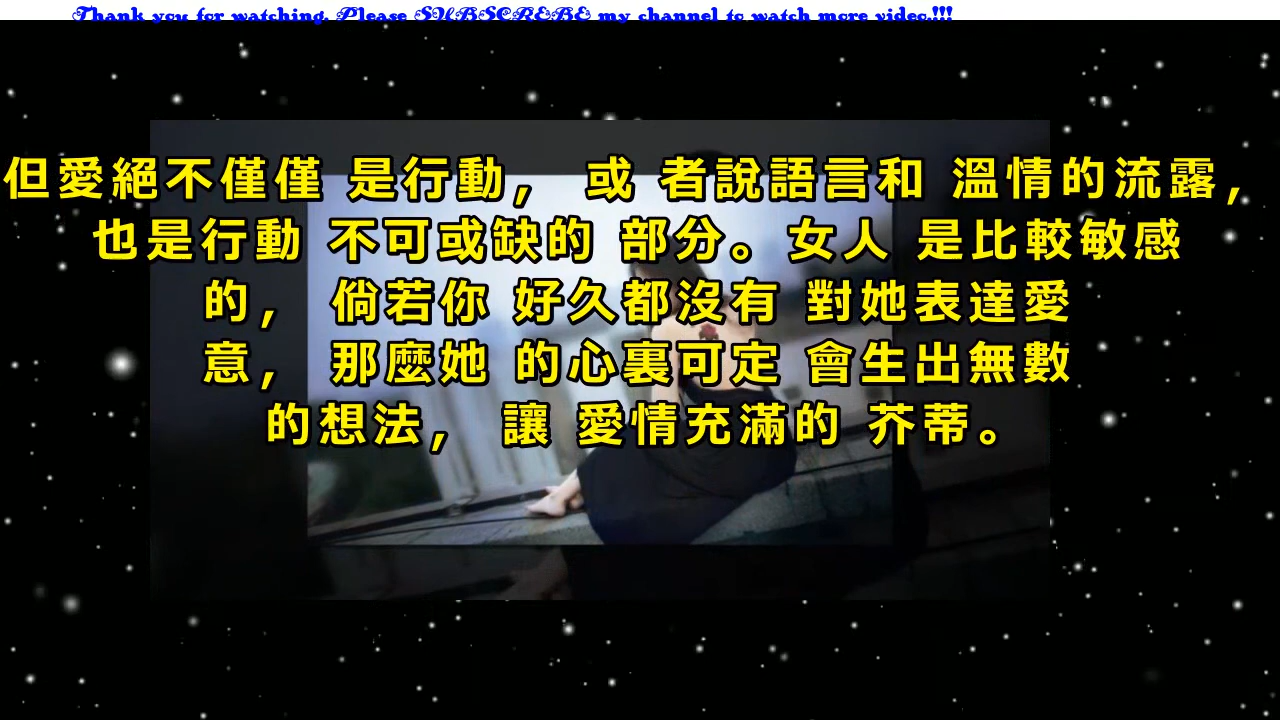 Thank you for watching. Please SUBSCREBE my channel to watch more video.!!!
但愛絕不僅僅 是行動， 或 者說語言和 溫情的流露，
也是行動 不可或缺的 部分。女人 是比較敏感
的， 倘若你 好久都沒有 對她表達愛
意， 那麼她 的心裏可定 會生出無數
的想法， 讓 愛情充滿的 芥蒂。